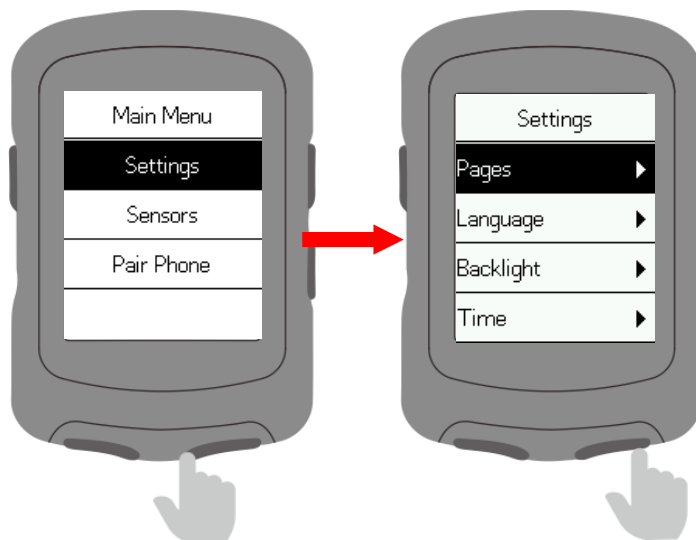 Main Menu
Settings
Sensors
Pair Phone
Settings
Pages
Language
Backlight
Time